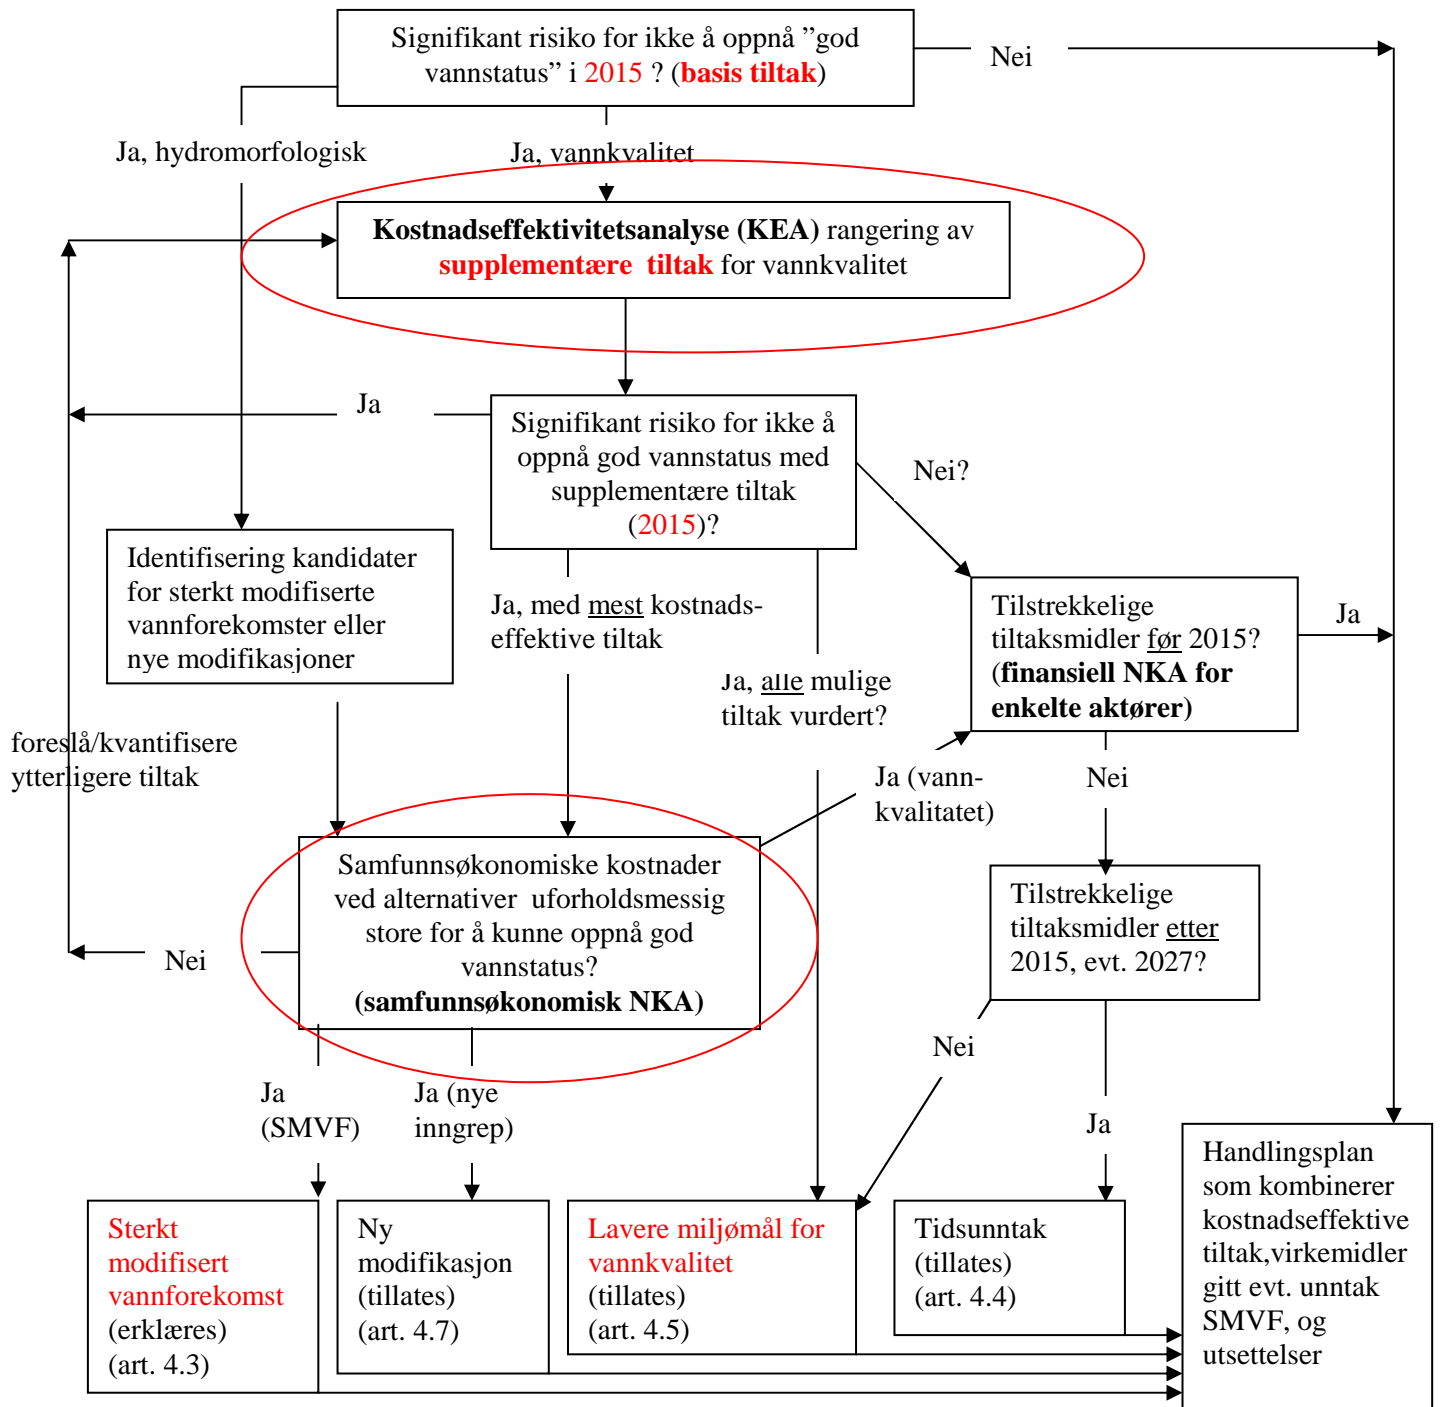 Signifikant risiko for ikke å oppnå ”god
vannstatus” i 2015 ? (basis tiltak)
Nei
Ja, hydromorfologisk
Ja, vannkvalitet
Kostnadseffektivitetsanalyse (KEA) rangering av
supplementære tiltak for vannkvalitet
Ja
Signifikant risiko for ikke å
oppnå god vannstatus med
supplementære tiltak
(2015)?
Nei?
Identifisering kandidater
for sterkt modifiserte
vannforekomster eller
nye modifikasjoner
Ja, med mest kostnads-
effektive tiltak
Ja, alle mulige
tiltak vurdert?
Tilstrekkelige
tiltaksmidler før 2015?
(finansiell NKA for
enkelte aktører)
Ja
foreslå/kvantifisere
ytterligere tiltak
Ja (vann-
kvalitatet)
Nei
Samfunnsøkonomiske kostnader
ved alternativer uforholdsmessig
store for å kunne oppnå god
vannstatus?
(samfunnsøkonomisk NKA)
Nei
Tilstrekkelige
tiltaksmidler etter
2015, evt. 2027?
Nei
Ja
(SMVF)
Ja (nye
inngrep)
Ja
Sterkt
modifisert
vannforekomst
(erklæres)
(art. 4.3)
Ny
modifikasjon
(tillates)
(art. 4.7)
Lavere miljømål for
vannkvalitet
(tillates)
(art. 4.5)
Tidsunntak
(tillates)
(art. 4.4)
Handlingsplan
som kombinerer
kostnadseffektive
tiltak,virkemidler
gitt evt. unntak
SMVF, og
utsettelser